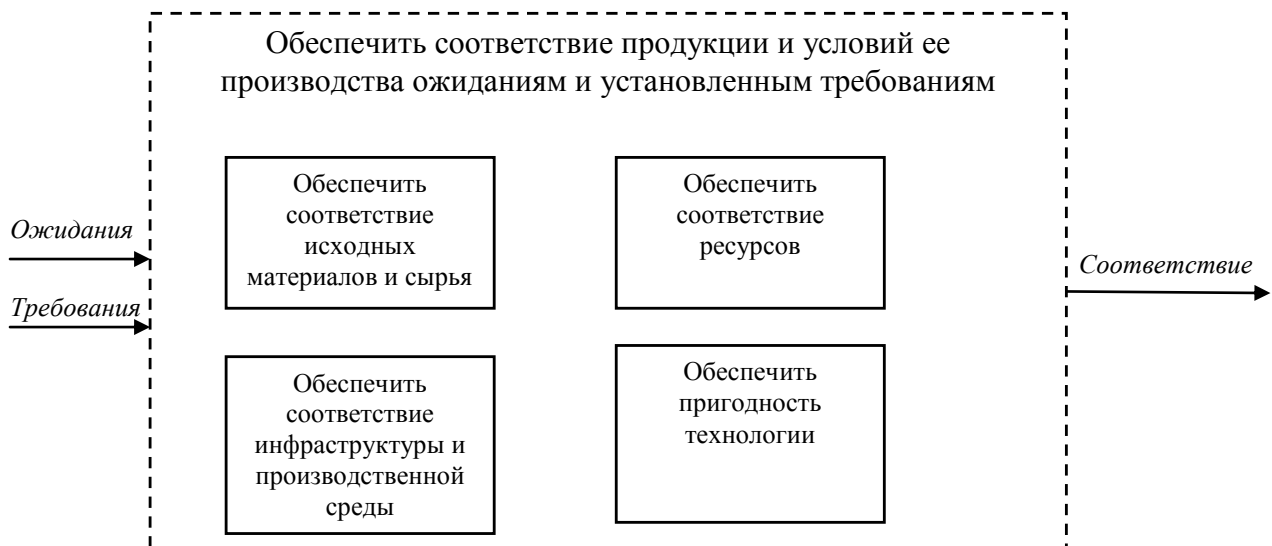 Обеспечить соответствие продукции и условий ее
производства ожиданиям и установленным требованиям
Ожидания
Требования
Обеспечить
соответствие
исходных
материалов и сырья
Обеспечить
соответствие
ресурсов
Обеспечить
соответствие
инфраструктуры и
производственной
среды
Обеспечить
пригодность
технологии
Соответствие